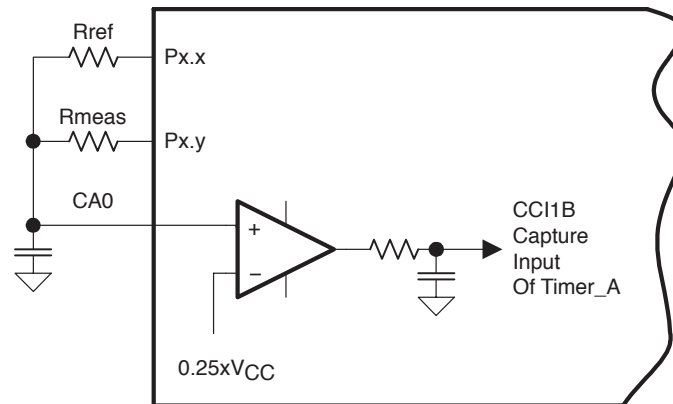 Rref
Px.x
Rmeas
Px.y
CA0
+
−
CCI1B
Capture
Input
Of Timer_A
0.25xVCC